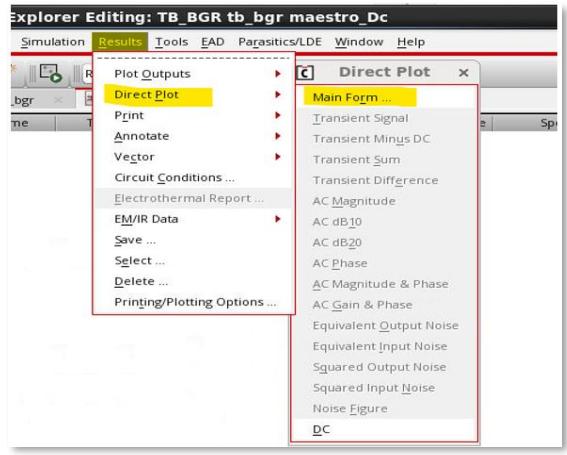 Explorer Editing: TB_BGR tb_bgr maestro_Dc
Simulation Results Tools EAD Parasitics/LDE Window Help
R
_bgr
me T e Sp
Plot Outputs
Direct Plot
Print
Annotate
Vector
Circuit Conditions ...
Electrothermal Report ...
EM/IR Data
Save ...
Select ...
Delete ...
Printing/Plotting Options ...
C Direct Plot x
Main Form ...
Transient Signal
Transient Minus DC
Transient Sum
Transient Difference
AC Magnitude
AC dB10
AC dB20
AC Phase
AC Magnitude & Phase
AC Gain & Phase
Equivalent Output Noise
Equivalent Input Noise
Squared Output Noise
Squared Input Noise
Noise Figure
DC